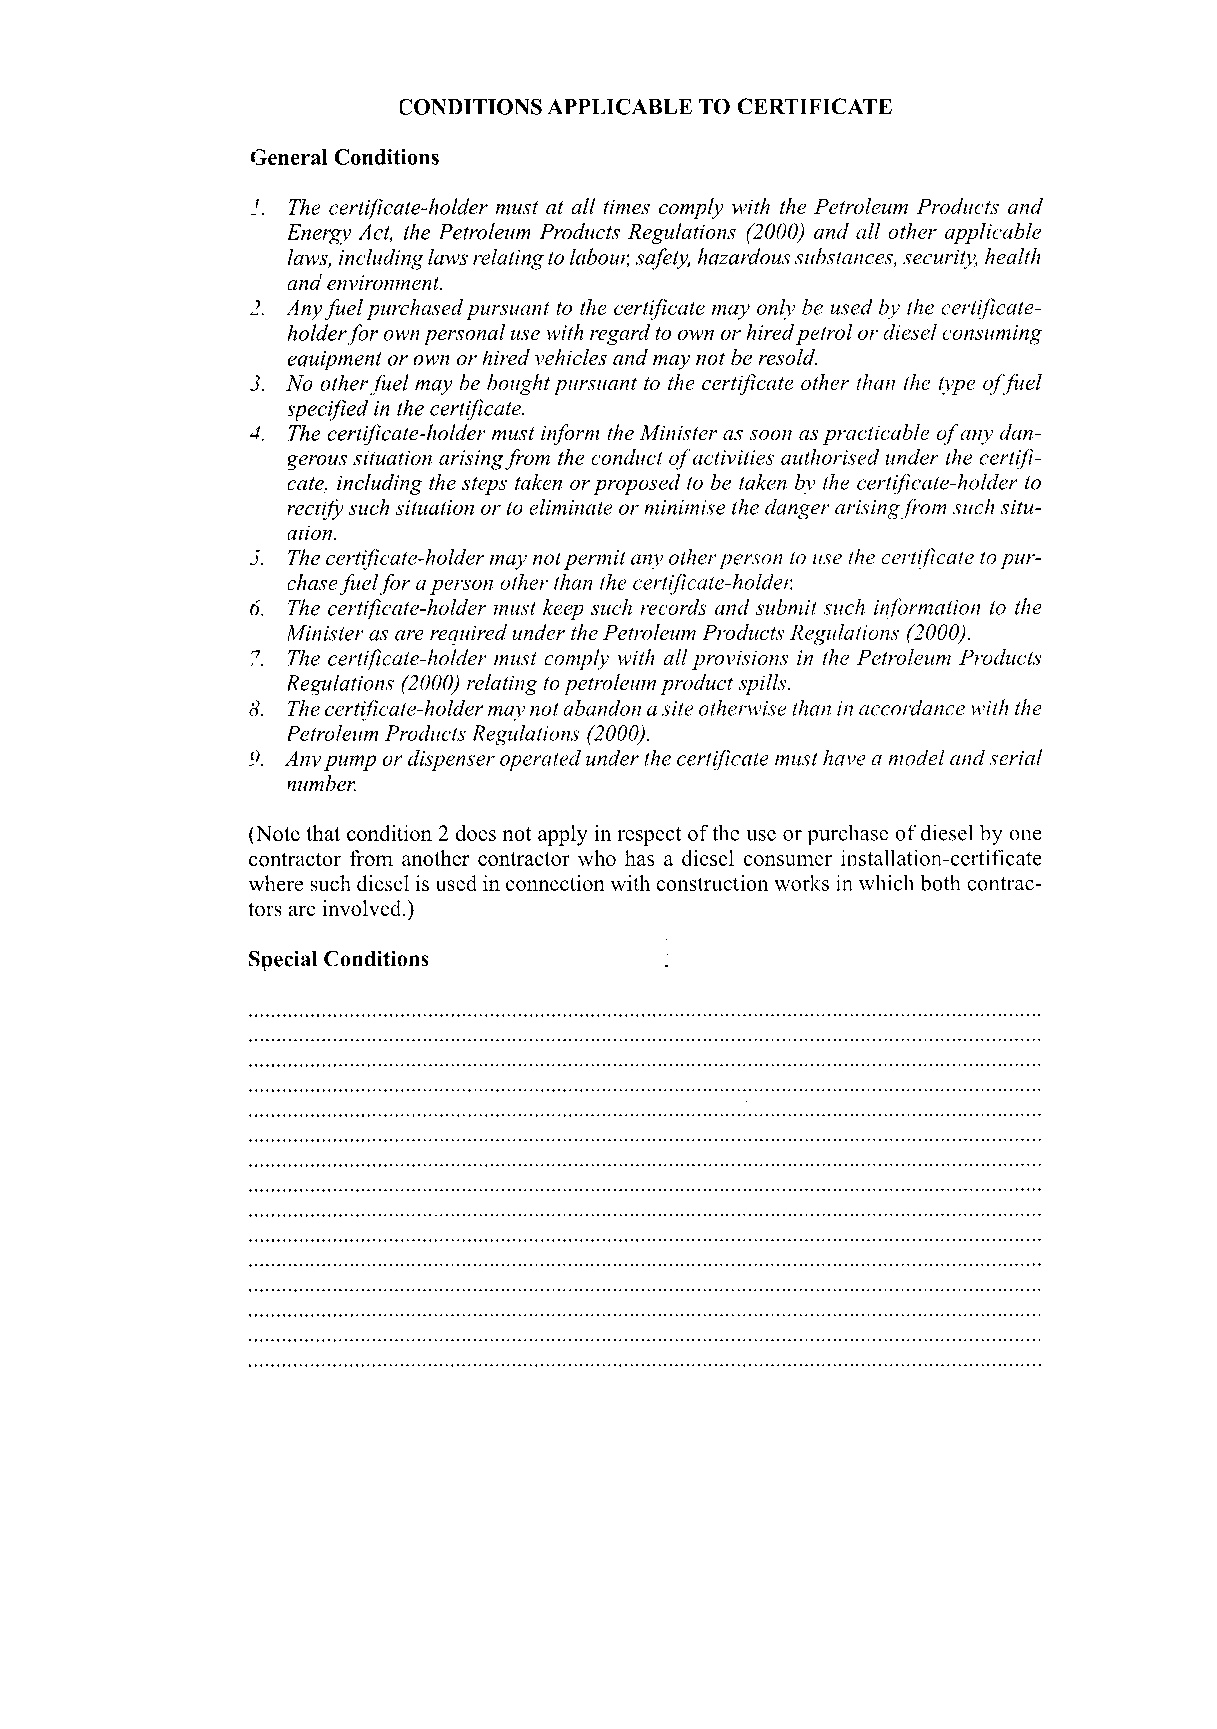 CONDITIONS APPLICABLE TO CERTIFICATE
General Conditions
1. The certificate-holder must at all times comply with the Petroleum Products and
Energy Act, the Petroleum Products Regulations (2000) and all other applicable
laws, including laws relating to labour, safety, hazardous substances, security, health
and environment.
2. Any fuel purchased pursuant to the certificate may only be used by the certificate-
holder for own personal use with regard to own or hired petrol or diesel consuming
equipment or own or hired vehicles and may not be resold.
3. No other fuel may be bought pursuant to the certificate other than the type of fuel
specified in the certificate.
4. The certificate-holder must inform the Minister as soon as practicable of any dan-
gerous situation arising from the conduct of activities authorised under the certifi-
cate, including the steps taken or proposed to be taken by the certificate-holder to
rectify such situation or to eliminate or minimise the danger arising from such situ-
ation.
5. The certificate-holder may not permit any other person to use the certificate to pur-
chase fuel for a person other than the certificate-holder.
6. The certificate-holder must keep such records and submit such information to the
Minister as are required under the Petroleum Products Regulations (2000).
7. The certificate-holder must comply with all provisions in the Petroleum Products
Regulations (2000) relating to petroleum product spills.
8. The certificate-holder may not abandon a site otherwise than in accordance with the
Petroleum Products Regulations (2000).
9. Any pump or dispenser operated under the certificate must have a model and serial
number.
(Note that condition 2 does not apply in respect of the use or purchase of diesel by one
contractor from another contractor who has a diesel consumer installation-certificate
where such diesel is used in connection with construction works in which both contrac-
tors are involved.)
Special Conditions